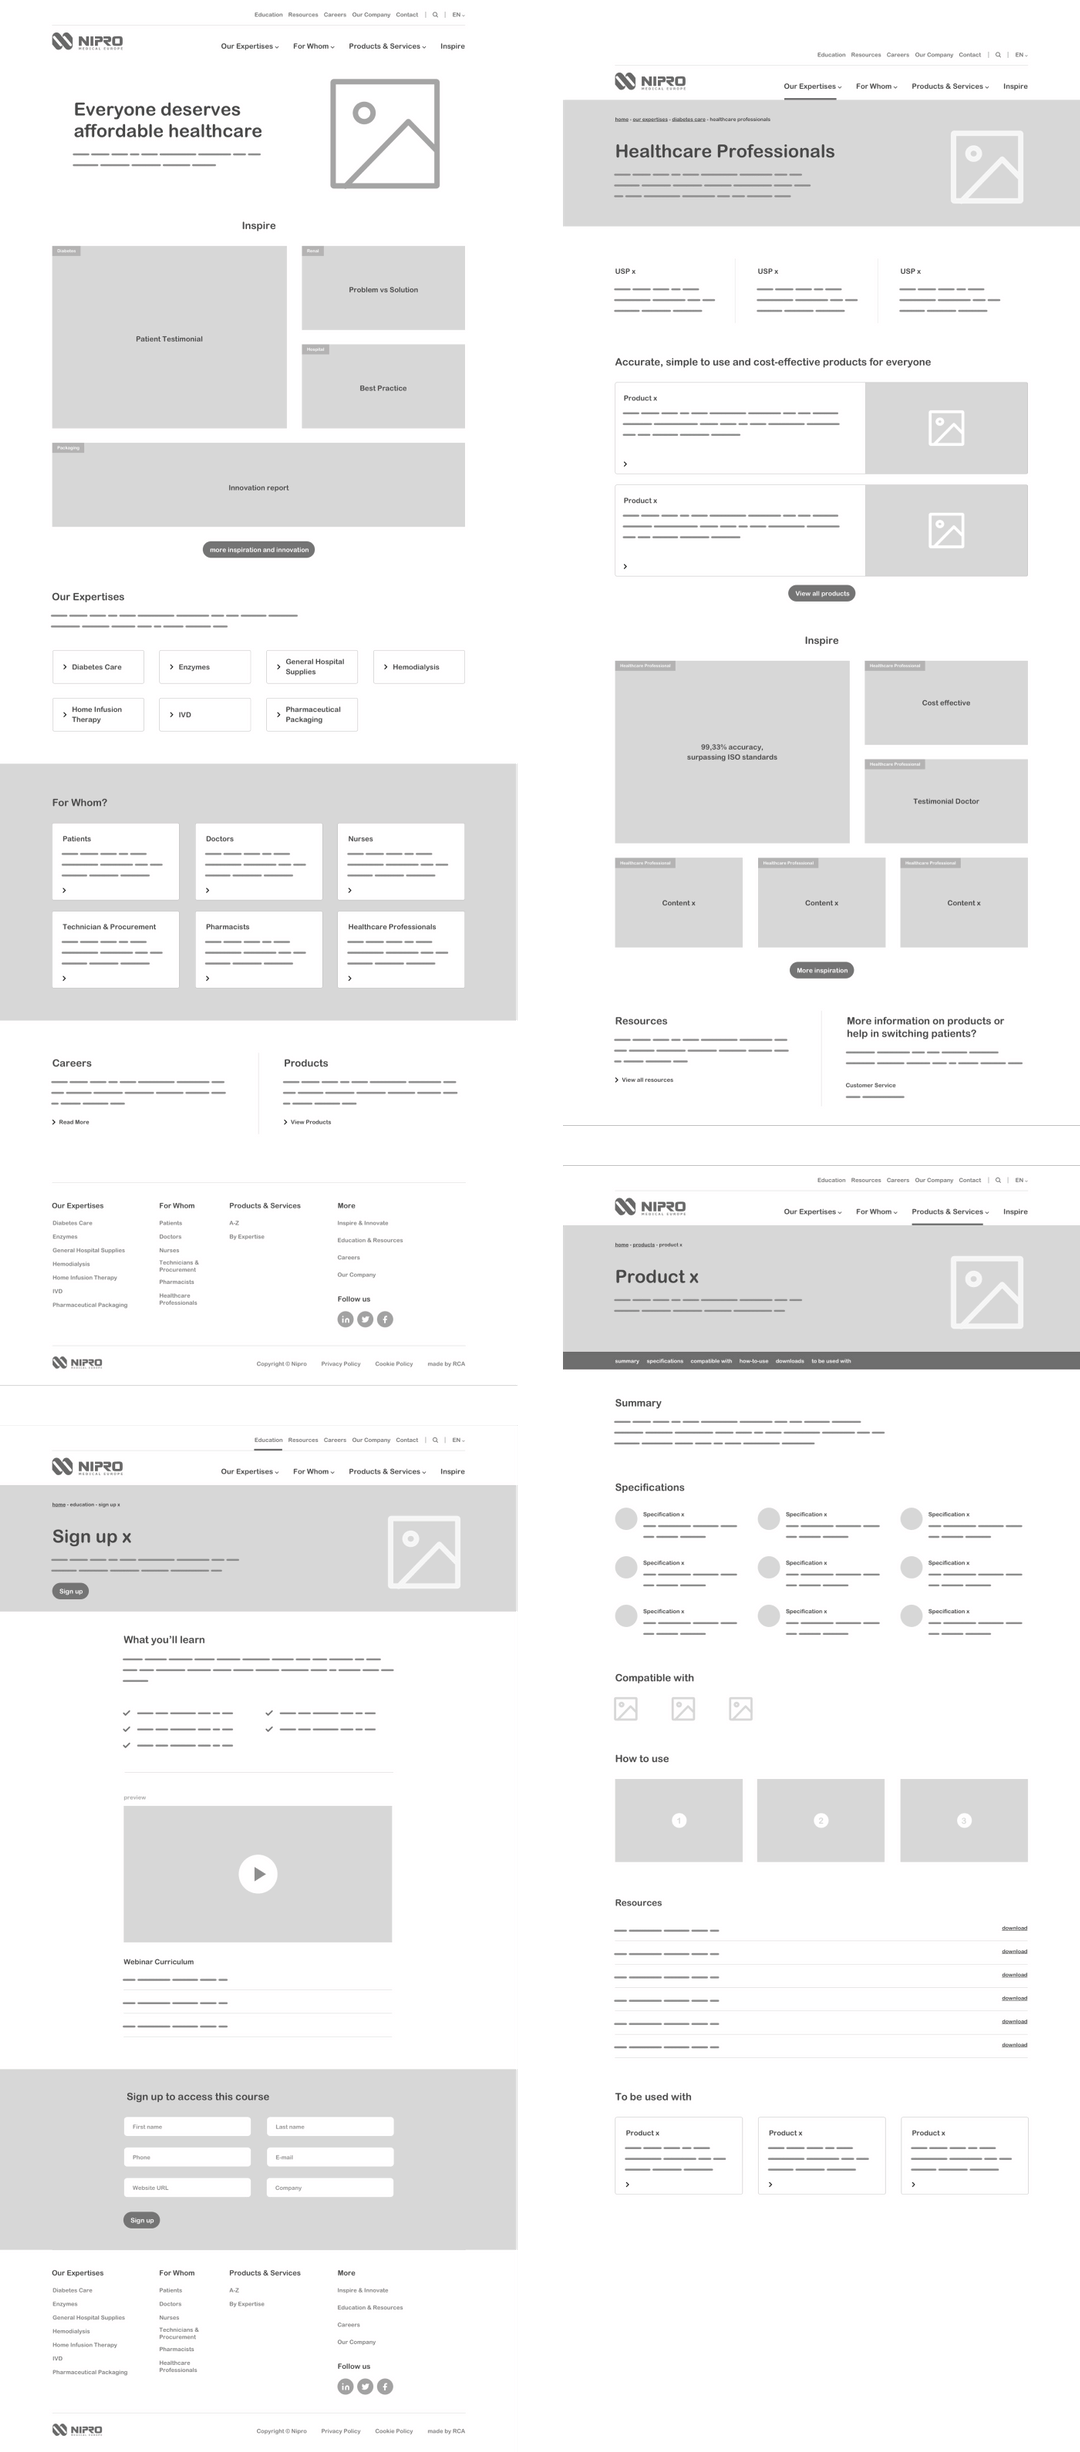 Education Resources Careers Our Company Contact | | EN
NIPRO
MEDICAL EUROPE
Our Expertises For Whom Products & Services Inspire
Everyone deserves
affordable healthcare
Inspire
Diabetes
Patient Testimonial
Renal
Problem vs Solution
Hospital
Best Practice
Packaging
Innovation report
more inspiration and innovation
Our Expertises
Diabetes Care
Enzymes
General Hospital
Supplies
Hemodialysis
Home Infusion
Therapy
IVD
Pharmaceutical
Packaging
For Whom?
Patients
Doctors
Nurses
Technician & Procurement
Pharmacists
Healthcare Professionals
Careers
Read More
Products
View Products
Our Expertises
Diabetes Care
Enzymes
General Hospital Supplies
Hemodialysis
Home Infusion Therapy
IVD
Pharmaceutical Packaging
For Whom
Patients
Doctors
Nurses
Technicians &
Procurement
Pharmacists
Healthcare
Professionals
Products & Services
A-Z
By Expertise
More
Inspire & Innovate
Education & Resources
Careers
Our Company
Follow us
in
f
NIPRO
MEDICAL EUROPE
Copyright © Nipro Privacy Policy Cookie Policy made by RCA
Education Resources Careers Our Company Contact | | EN
NIPRO
MEDICAL EUROPE
Our Expertises For Whom Products & Services Inspire
home - education - sign up x
Sign up x
Sign up
What you'll learn
preview
Webinar Curriculum
Sign up to access this course
First name
Last name
Phone
E-mail
Website URL
Company
Sign up
Our Expertises
Diabetes Care
Enzymes
General Hospital Supplies
Hemodialysis
Home Infusion Therapy
IVD
Pharmaceutical Packaging
For Whom
Patients
Doctors
Nurses
Technicians &
Procurement
Pharmacists
Healthcare
Professionals
Products & Services
A-Z
By Expertise
More
Inspire & Innovate
Education & Resources
Careers
Our Company
Follow us
in
f
NIPRO
MEDICAL EUROPE
Copyright © Nipro Privacy Policy Cookie Policy made by RCA
Education Resources Careers Our Company Contact | | EN
NIPRO
MEDICAL EUROPE
Our Expertises For Whom Products & Services Inspire
home - our expertises - diabetes care - healthcare professionals
Healthcare Professionals
USP x
USP x
USP x
Accurate, simple to use and cost-effective products for everyone
Product x
Product x
View all products
Inspire
Healthcare Professional
99,33% accuracy,
surpassing ISO standards
Healthcare Professional
Cost effective
Healthcare Professional
Testimonial Doctor
Healthcare Professional
Content x
Healthcare Professional
Content x
Healthcare Professional
Content x
More inspiration
Resources
View all resources
More information on products or
help in switching patients?
Customer Service
Education Resources Careers Our Company Contact | | EN
NIPRO
MEDICAL EUROPE
Our Expertises For Whom Products & Services Inspire
home - products - product x
Product x
summary specifications compatible with how-to-use downloads to be used with
Summary
Specifications
Specification x
Specification x
Specification x
Specification x
Specification x
Specification x
Specification x
Specification x
Specification x
Compatible with
How to use
1
2
3
Resources
download
download
download
download
download
download
To be used with
Product x
Product x
Product x